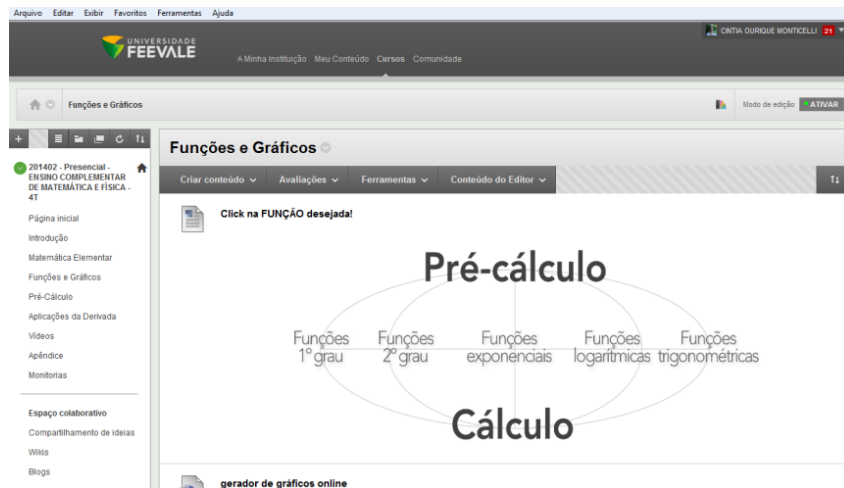 Arquivo Editar Exibir Favoritos Ferramentas Ajuda
UNIVERSIDADE
FEEVALE
CINTIA OURIQUE MONTICELLI 21
A Minha Instituição Meu Conteúdo Cursos Comunidade
Funções e Gráficos
Modo de edição ATIVAR
Funções e Gráficos
201402 - Presencial -
ENSINO COMPLEMENTAR
DE MATEMÁTICA E FÍSICA -
4T
Página inicial
Introdução
Matemática Elementar
Funções e Gráficos
Pré-Cálculo
Aplicações da Derivada
Vídeos
Apêndice
Monitorias
Espaço colaborativo
Compartilhamento de ideias
Wikis
Blogs
Criar conteúdo Avaliações Ferramentas Conteúdo do Editor
Click na FUNÇÃO desejada!
Pré-cálculo
Funções
1º grau
Funções
2º grau
Funções
exponenciais
Funções
logarítmicas
Funções
trigonométricas
Cálculo
gerador de gráficos online